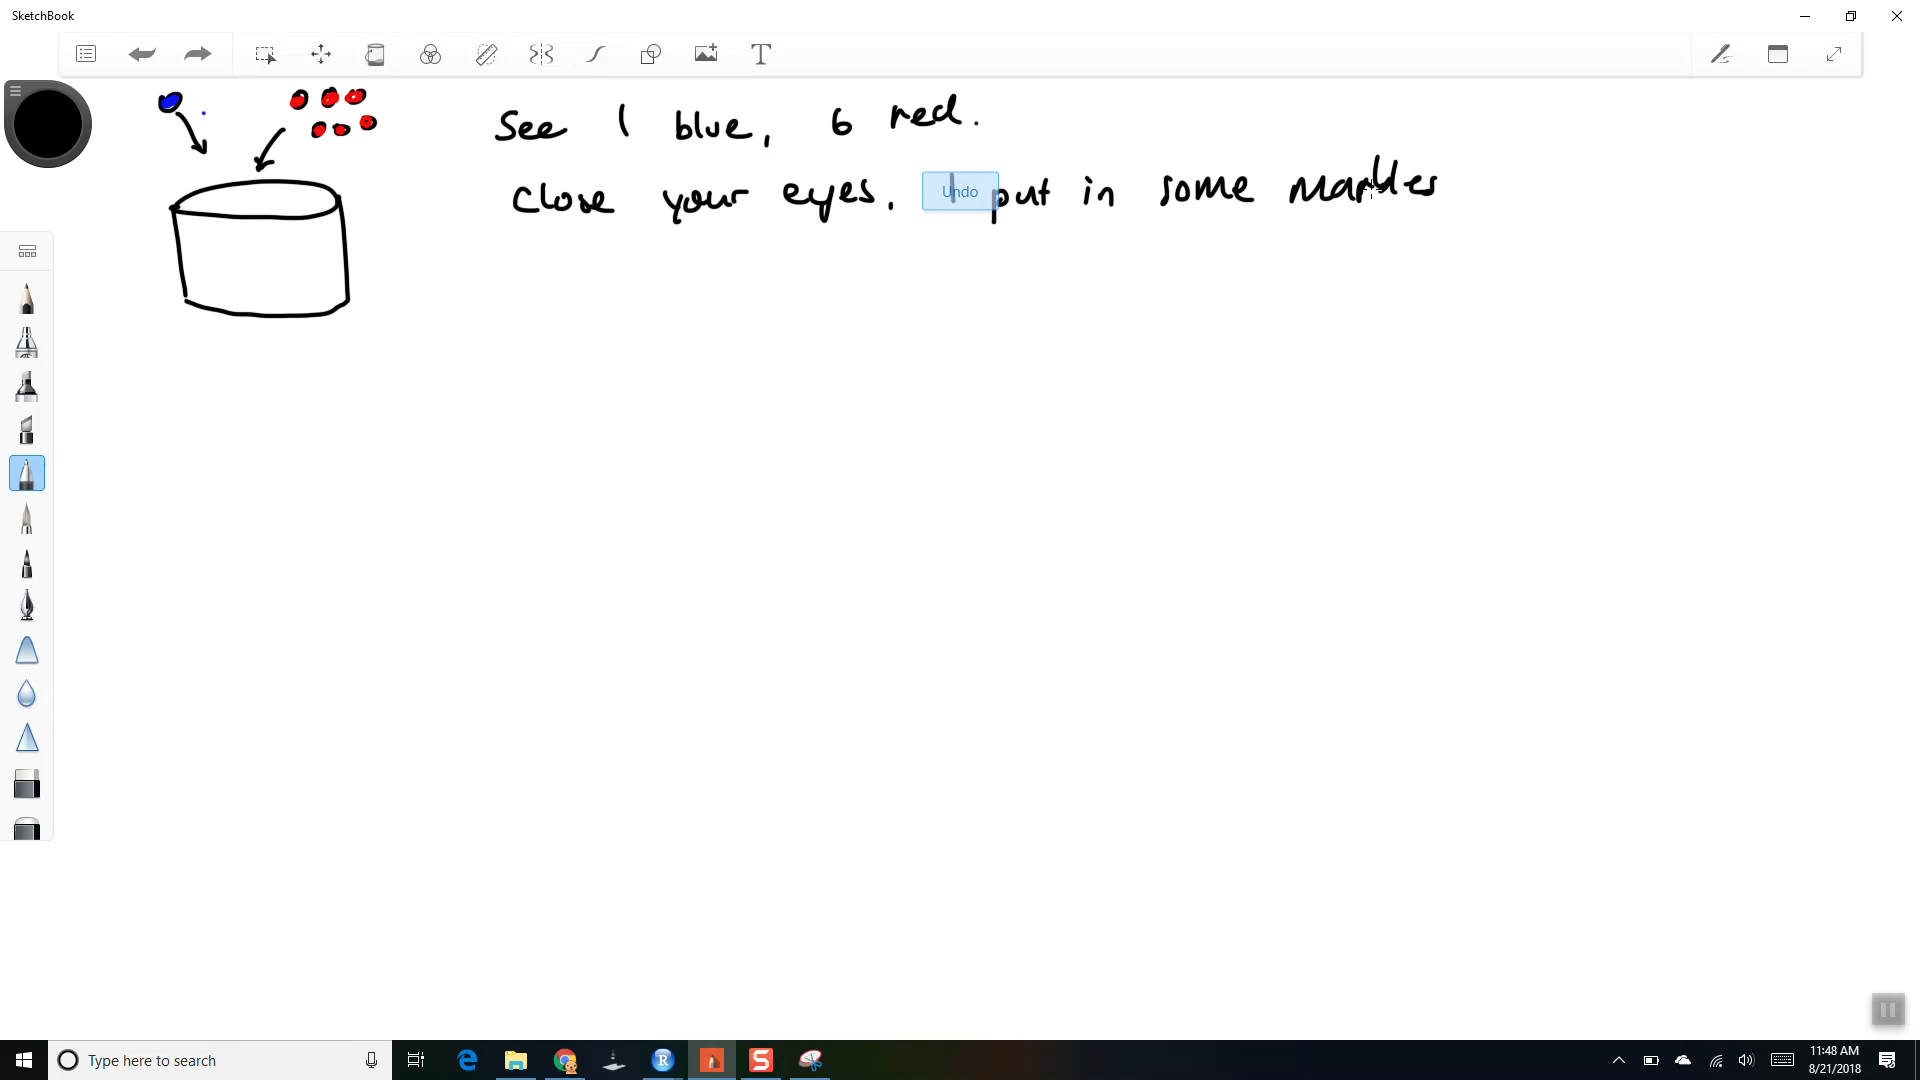 SketchBook
T
See 1 blue, 6 red.
Close your eyes. I put in some marbles
Undo
Type here to search
R
S
11:48 AM
8/21/2018